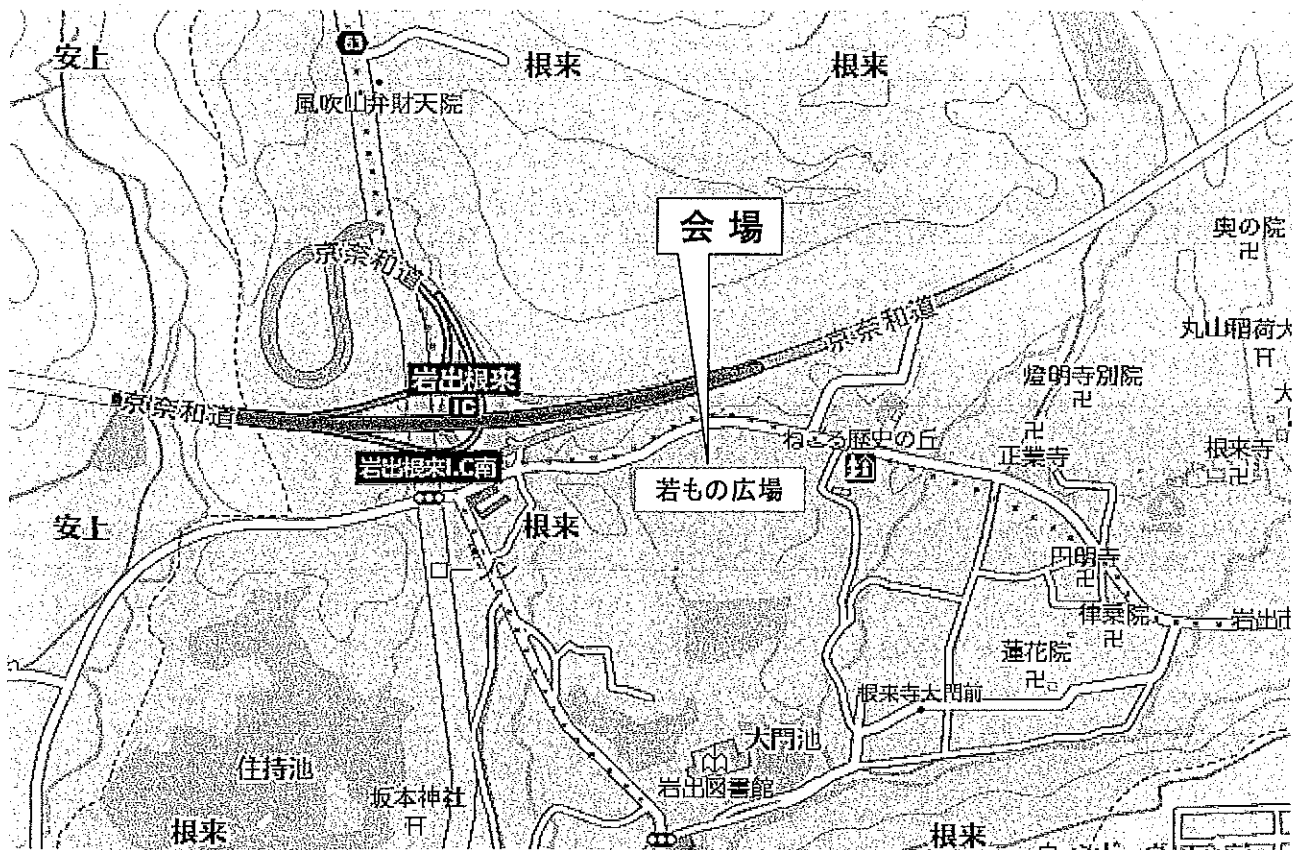 63
安上
根来
根来
風吹山弁財天院
会場
奥の院
京奈和道
京奈和道
丸山稲荷大
岩出根来
IC
燈明寺別院
京奈和道
ねごろ歴史の丘
正業寺
根来寺
岩出根来I.C南
若もの広場
安上
根来
円明寺
律乗院
岩出市
蓮花院
根来寺大門前
大門池
住持池
岩出図書館
坂本神社
根来
根来